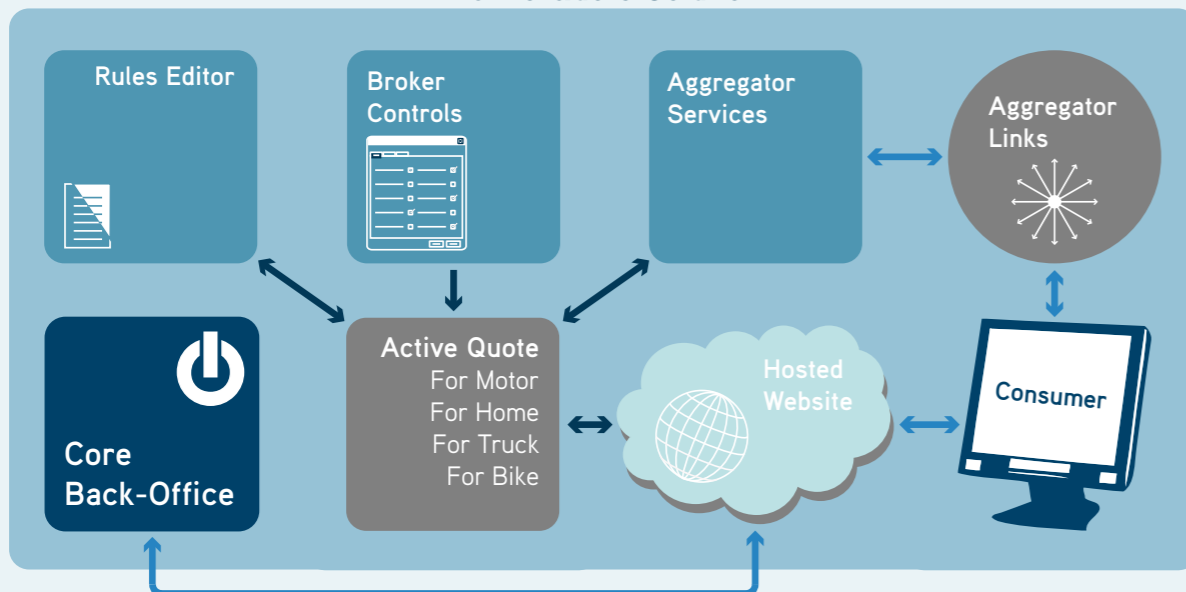 Rules Editor
Broker
Controls
Aggregator
Services
Aggregator
Links
Core
Back-Office
Active Quote
For Motor
For Home
For Truck
For Bike
Hosted
Website
Consumer